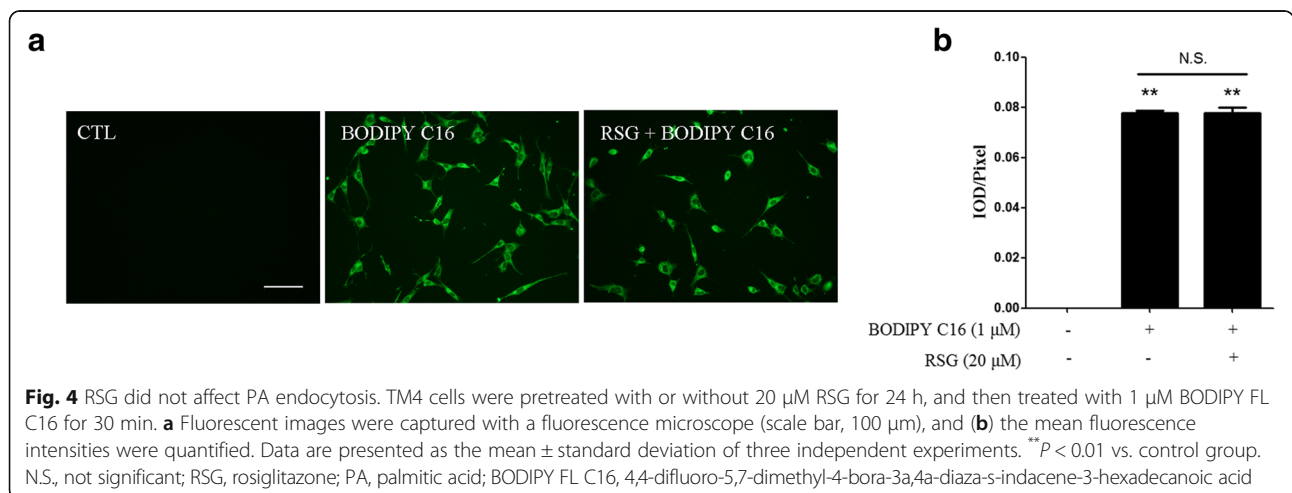 a
CTL
BODIPY C16
RSG + BODIPY C16
b
N.S.
** **
0.10
0.08
0.06
0.04
0.02
0.00
IOD/Pixel
BODIPY C16 (1 μM) - + +
RSG (20 μM) - - +
Fig. 4 RSG did not affect PA endocytosis. TM4 cells were pretreated with or without 20 μM RSG for 24 h, and then treated with 1 μM BODIPY FL
C16 for 30 min. a Fluorescent images were captured with a fluorescence microscope (scale bar, 100 μm), and (b) the mean fluorescence
intensities were quantified. Data are presented as the mean ± standard deviation of three independent experiments. **P < 0.01 vs. control group.
N.S., not significant; RSG, rosiglitazone; PA, palmitic acid; BODIPY FL C16, 4,4-difluoro-5,7-dimethyl-4-bora-3a,4a-diaza-s-indacene-3-hexadecanoic acid